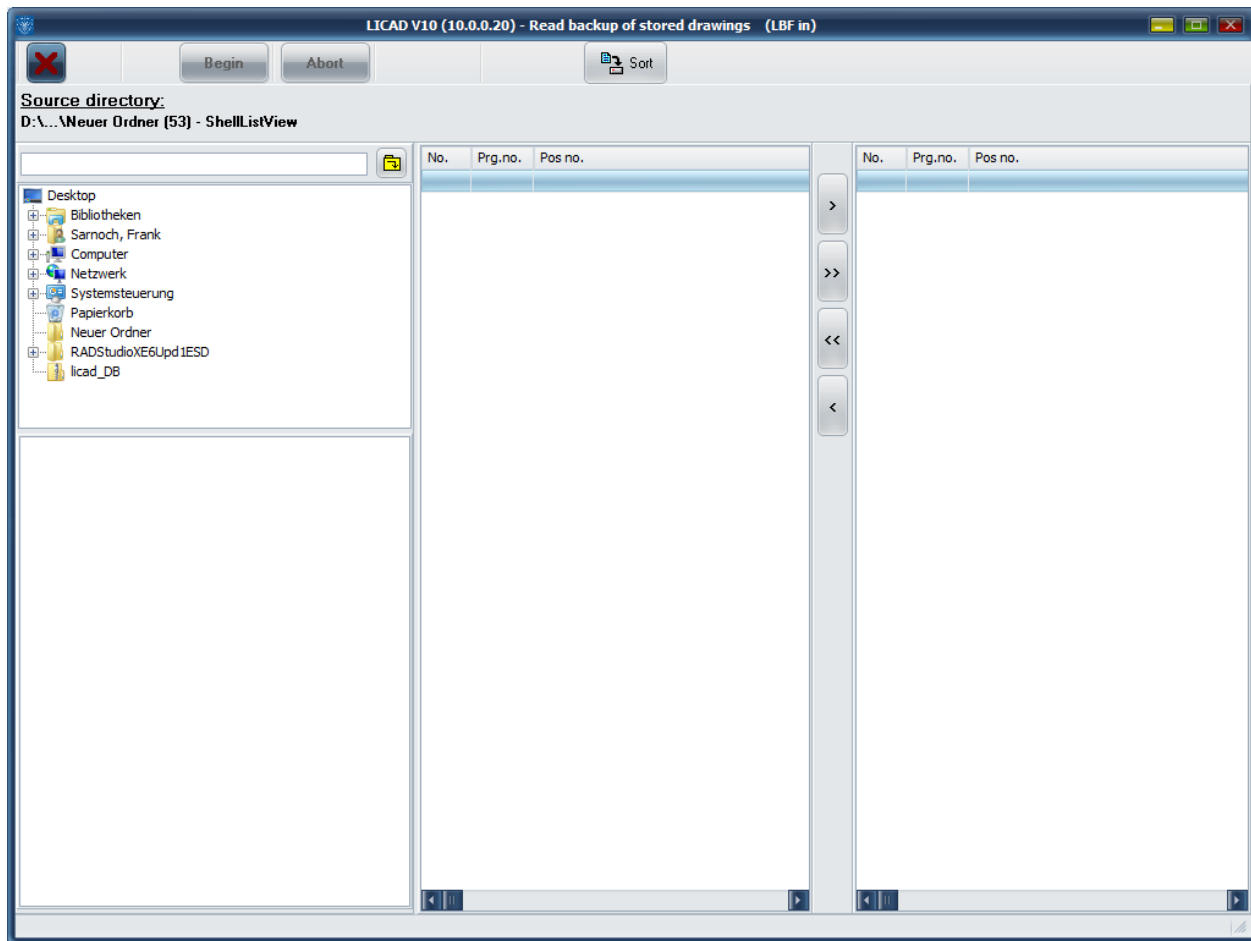 LICAD V10 (10.0.0.20) - Read backup of stored drawings (LBF in)
Begin Abort Sort
Source directory:
D:\...\Neuer Ordner (53) - ShellListView
No. Prg.no. Pos no. No. Prg.no. Pos no.
Desktop
Bibliotheken
Sarnoch, Frank
Computer
Netzwerk
Systemsteuerung
Papierkorb
Neuer Ordner
RADStudioXE6Upd1ESD
licad_DB
>
>>
<<
<